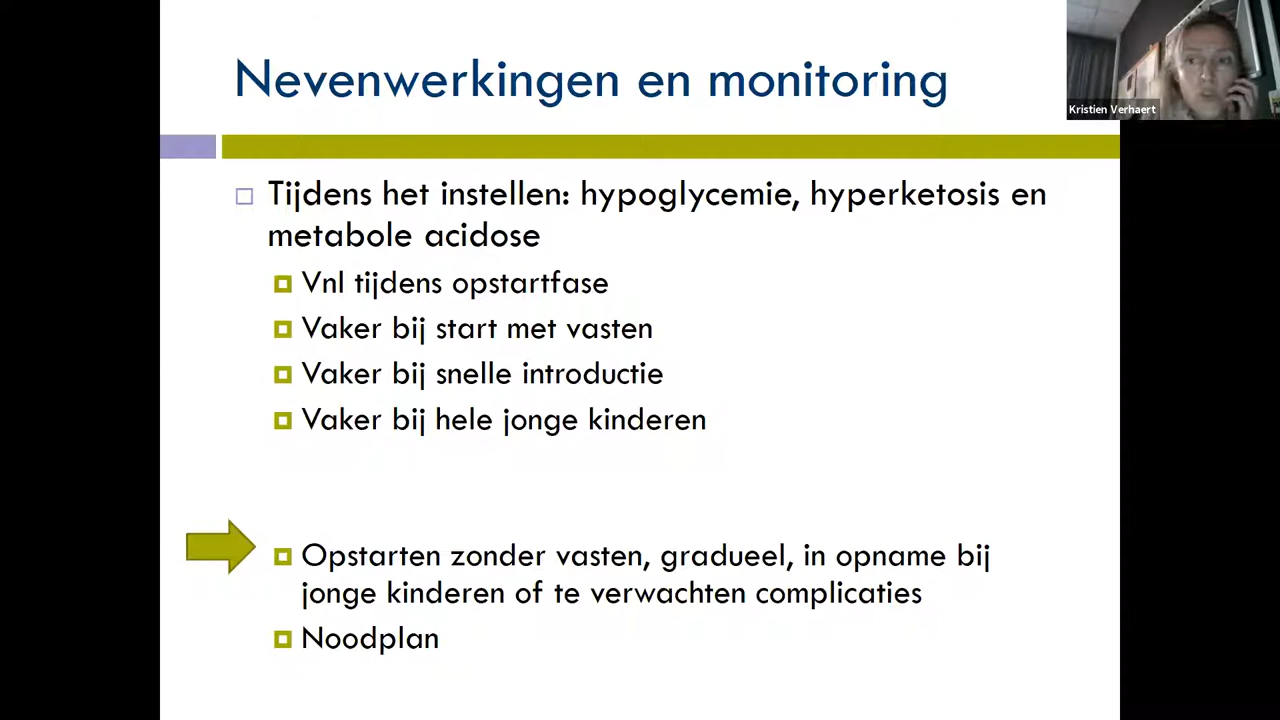 Nevenwerkingen en monitoring
Kristien Verhaert
Tijdens het instellen: hypoglycemie, hyperketosis en
metabole acidose
Vnl tijdens opstartfase
Vaker bij start met vasten
Vaker bij snelle introductie
Vaker bij hele jonge kinderen
Opstarten zonder vasten, gradueel, in opname bij
jonge kinderen of te verwachten complicaties
Noodplan